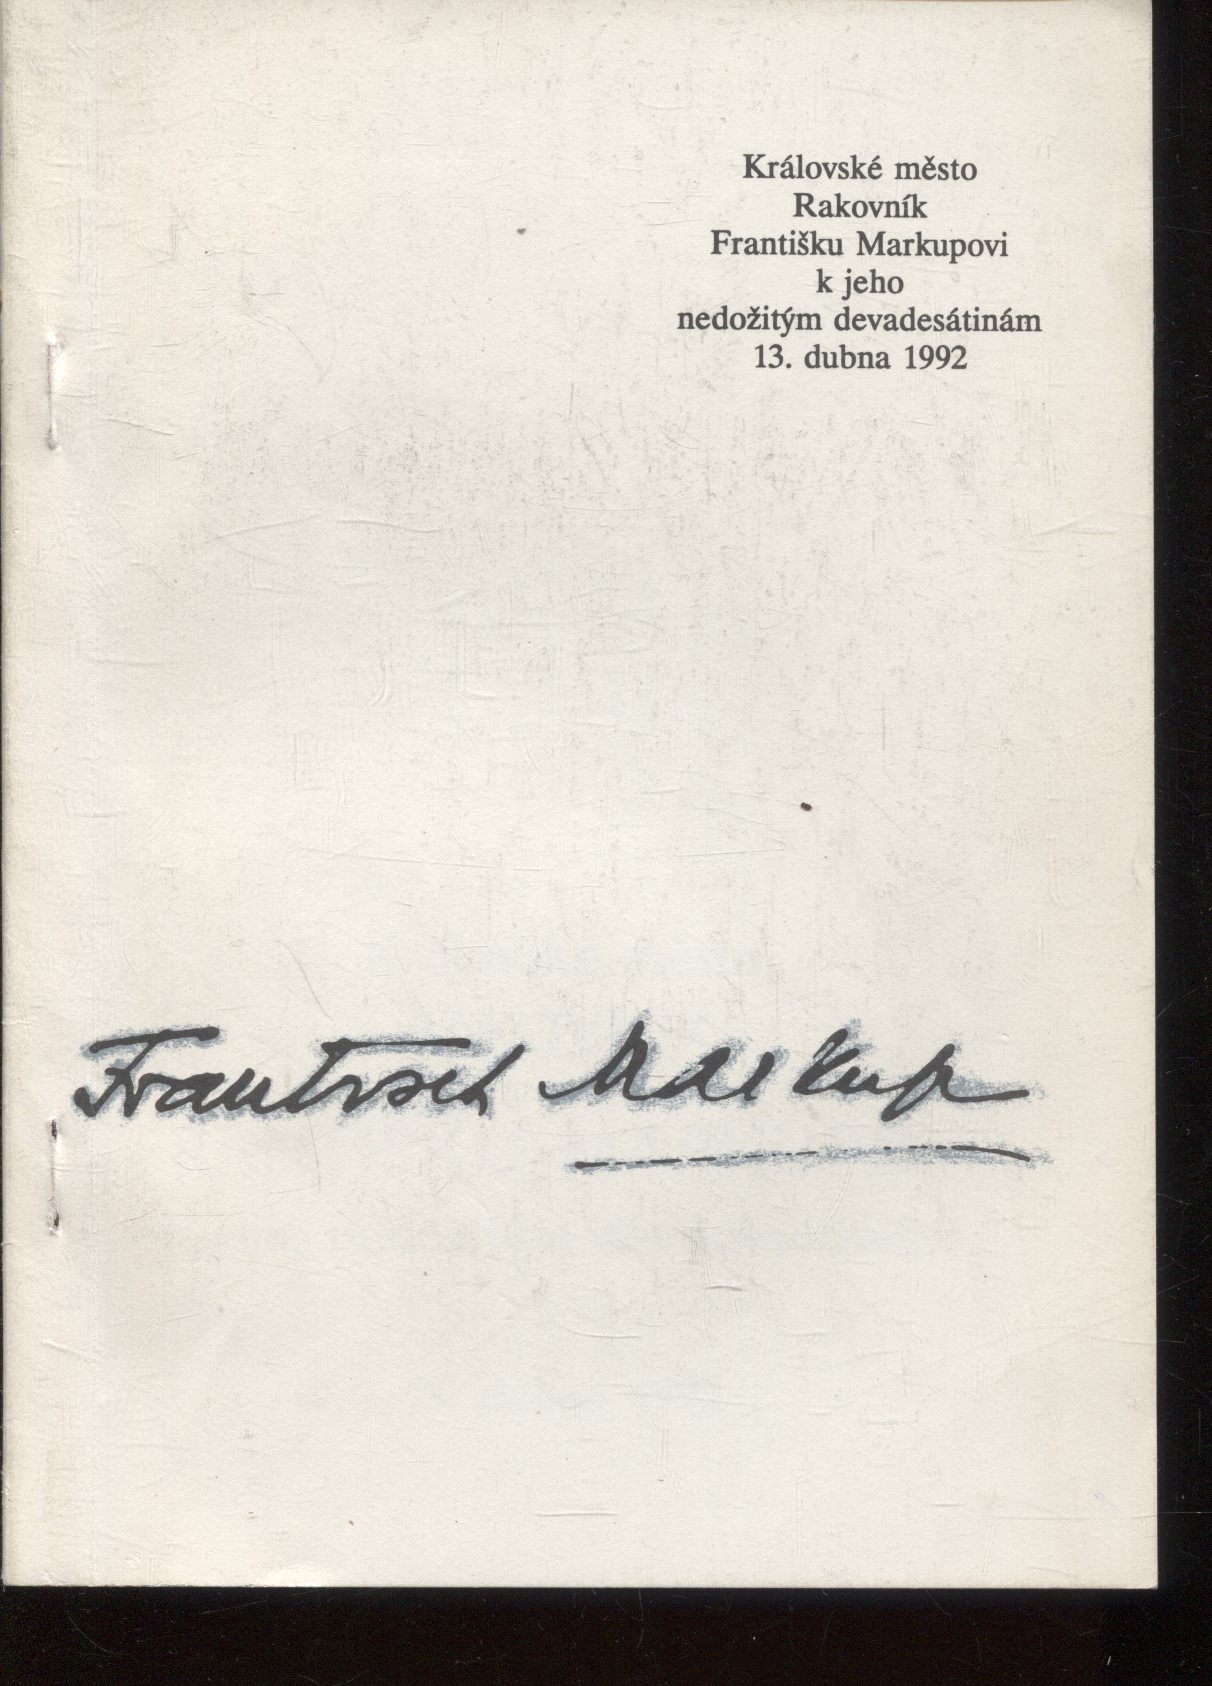 Královské město
Rakovník
Františku Markupovi
k jeho
nedožitým devadesátinám
13. dubna 1992
František Markup